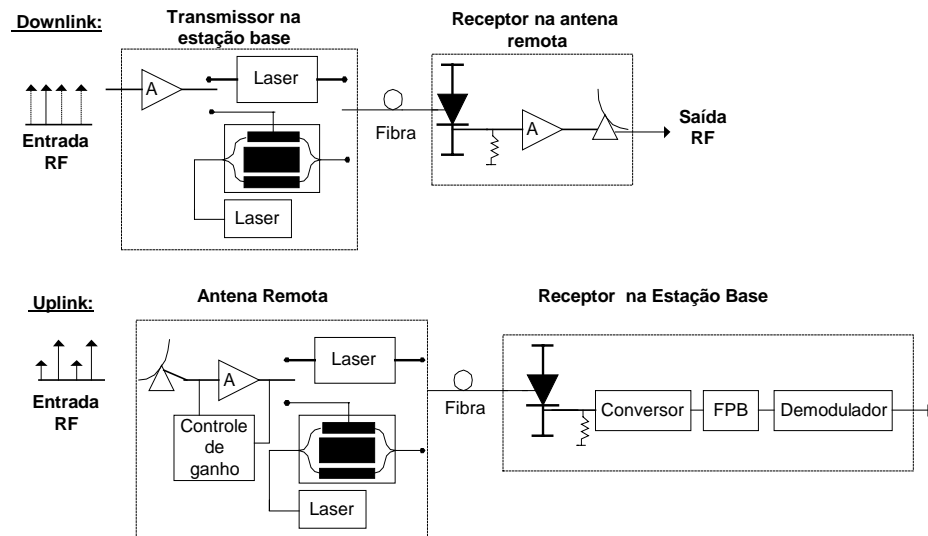 Downlink:
Transmissor na
estação base
Receptor na antena
remota
Laser
A
Entrada
RF
Fibra
A
Saída
RF
Laser
Uplink:
Antena Remota
Receptor na Estação Base
Laser
A
Entrada
RF
Controle
de
ganho
Fibra
Conversor
FPB
Demodulador
Laser